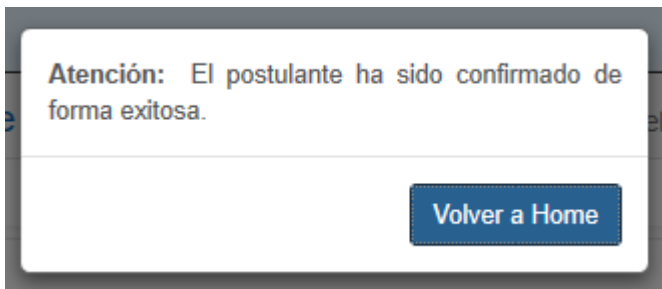 Atención: El postulante ha sido confirmado de
forma exitosa.
Volver a Home